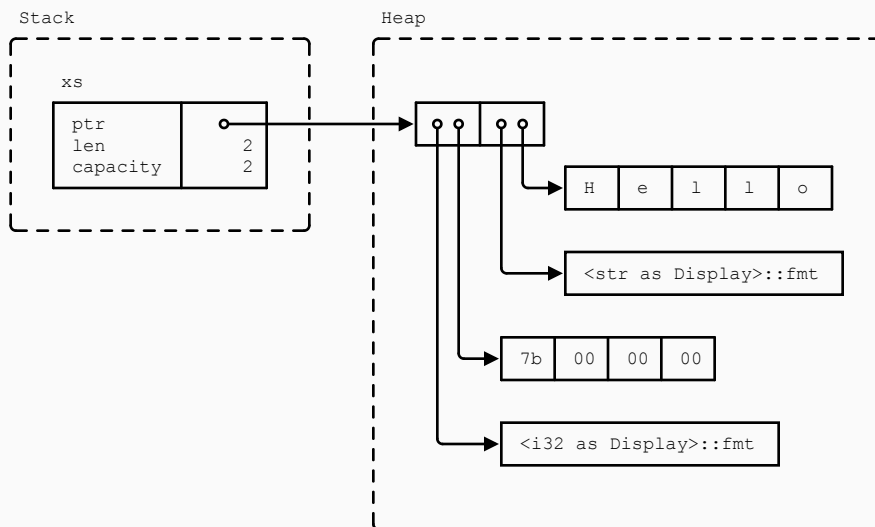 Stack
Heap
xs
ptr
len 2
capacity 2
H e l l o
<str as Display>::fmt
7b 00 00 00
<i32 as Display>::fmt